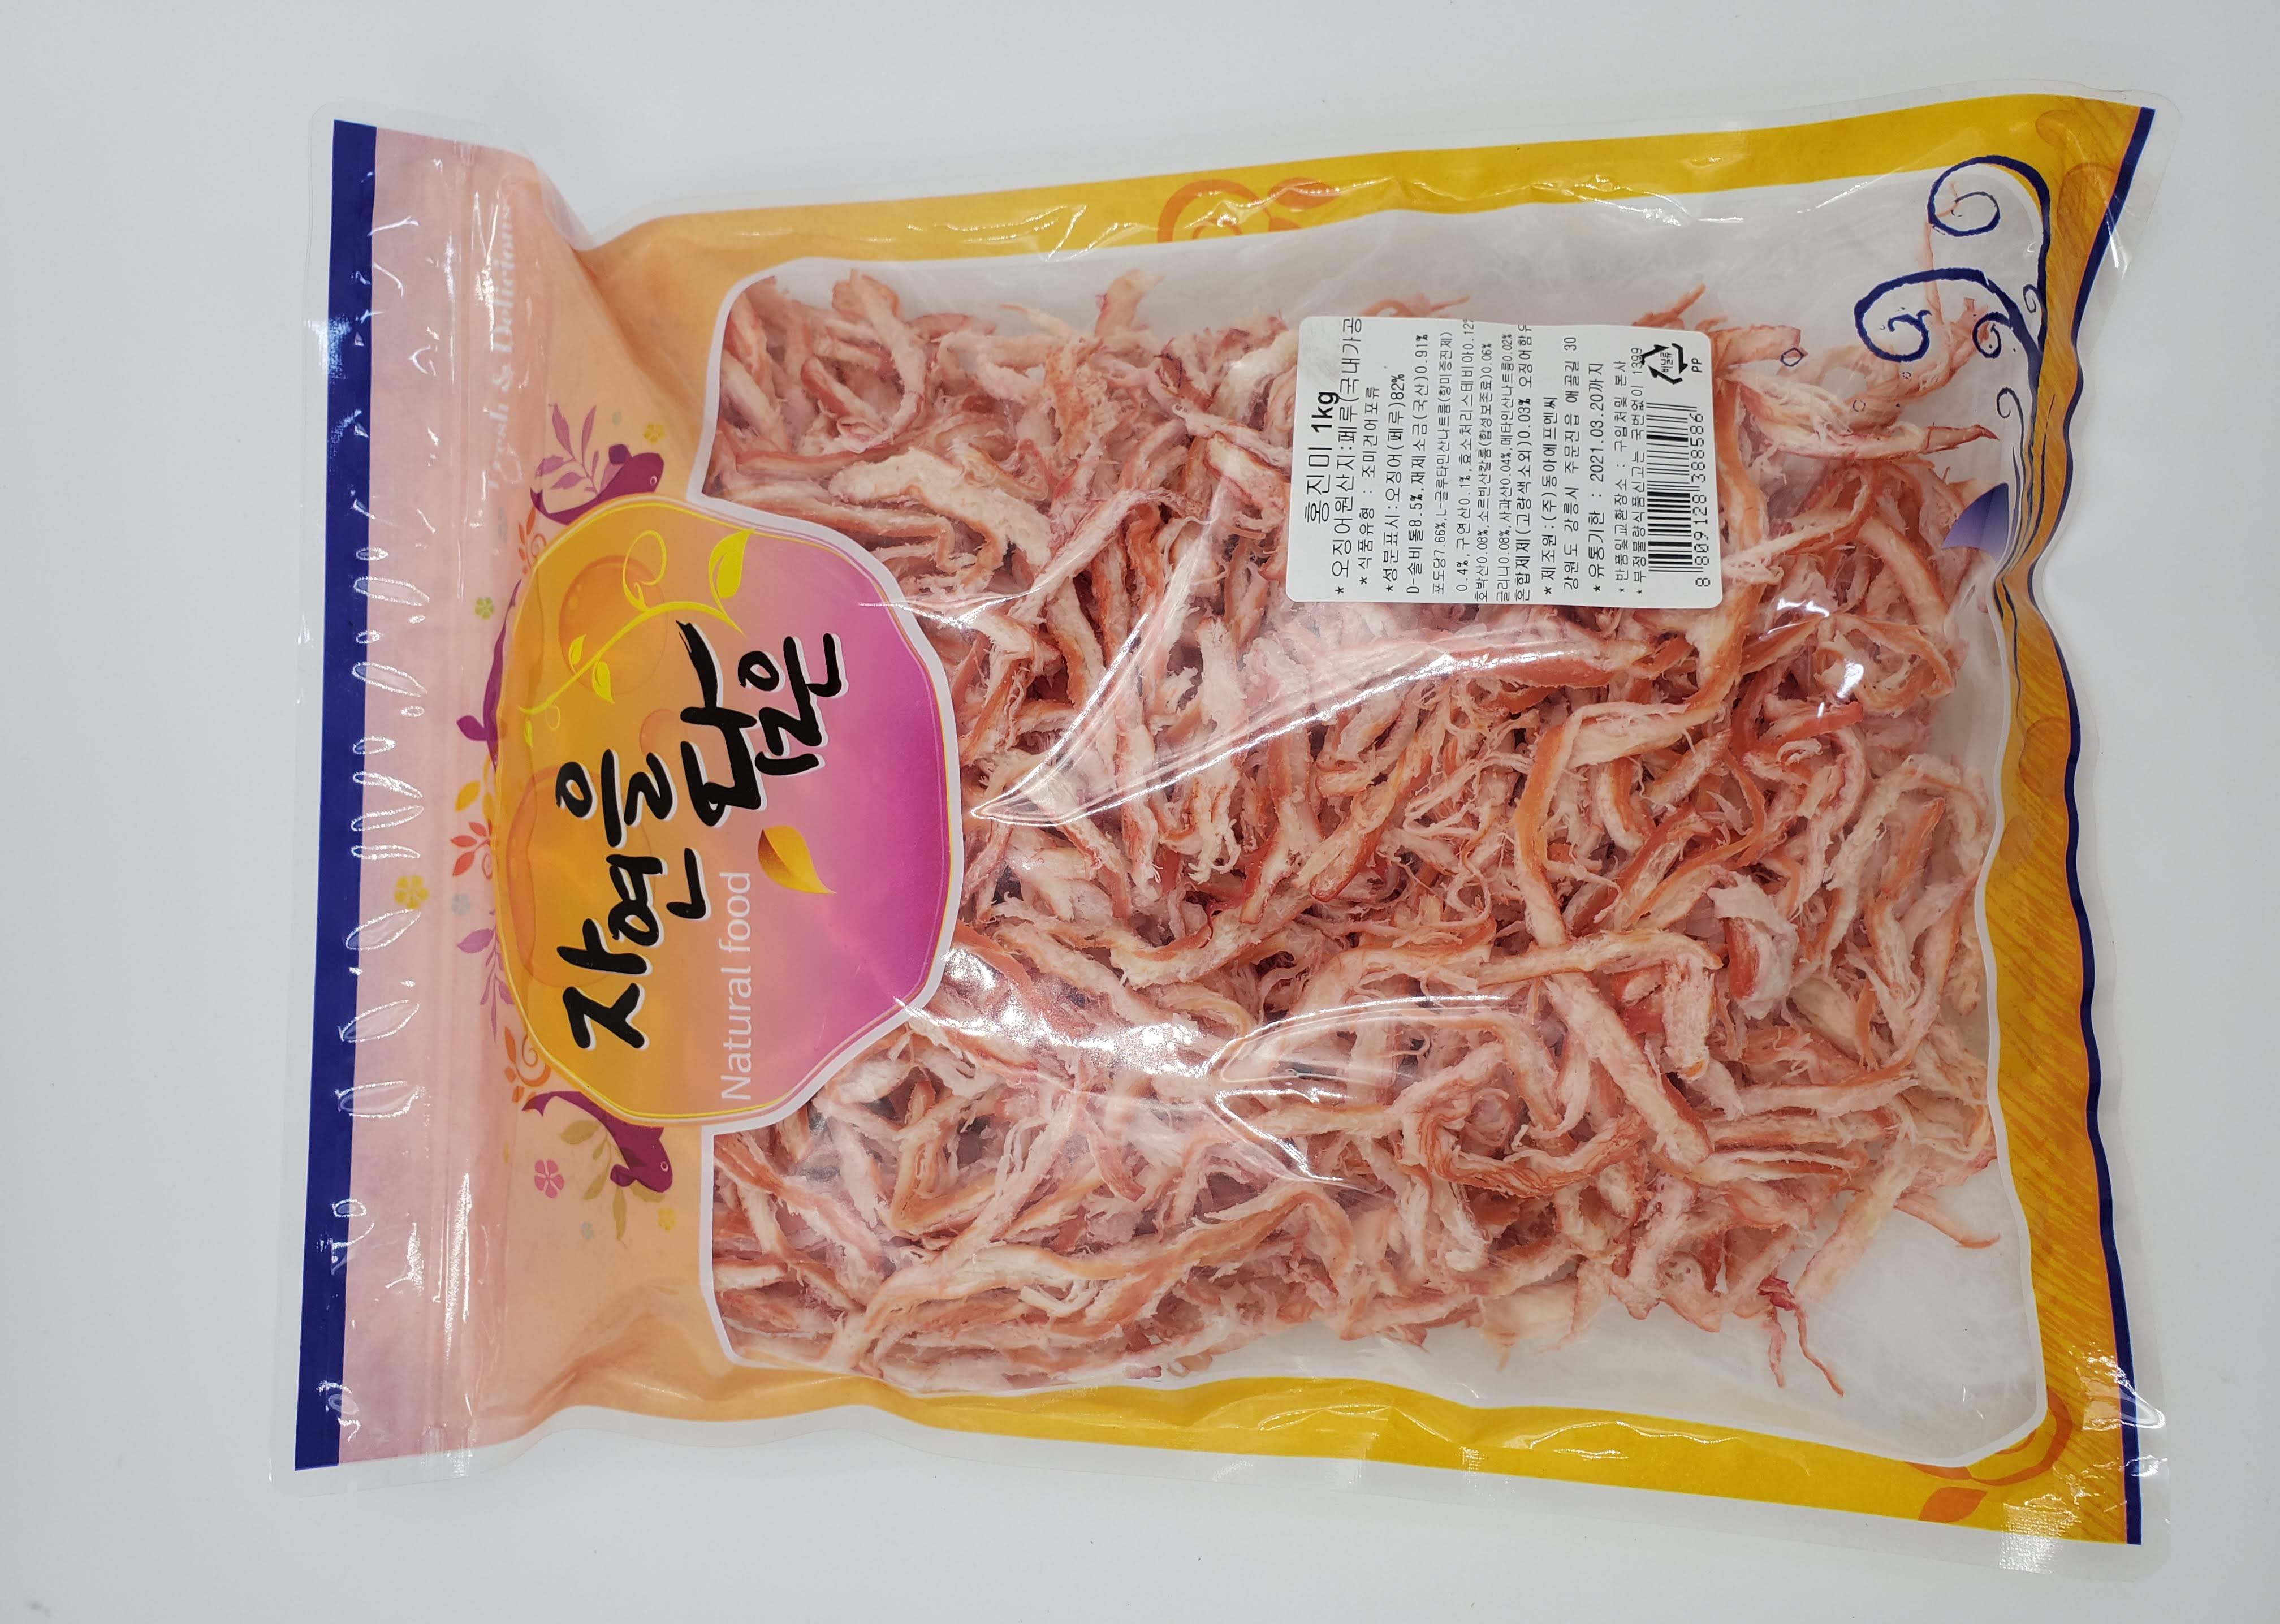 Fresh & Delicious
자연을
담은
Natural food
홍진미 1kg
* 오징어원산지:페루(국내가공
* 식품유형 : 조미건어포류
*성분표시:오징어(페루)82%
D-솔비톨8.5%,재제소금(국산)0.91%
포도당7.66%,L-글루타민산나트륨(향미증진제)
0.4%,구연산0.1%,효소처리스테비아0.12%
호박산0.08%,소르빈산칼륨(합성보존료)0.06%
글리신0.08%,사과산0.04%,메타인산나트륨0.02%
혼합제제(고량색소외)0.03% 오징어함유
* 제조원:(주)동아에프엔씨
강원도 강릉시 주문진읍 애골길 30
* 유통기한 : 2021.03.20까지
* 반품및교환장소 : 구입처및 본사
* 부정불량식품신고는 국번없이 1399
8 809128 388586
비닐류
PP